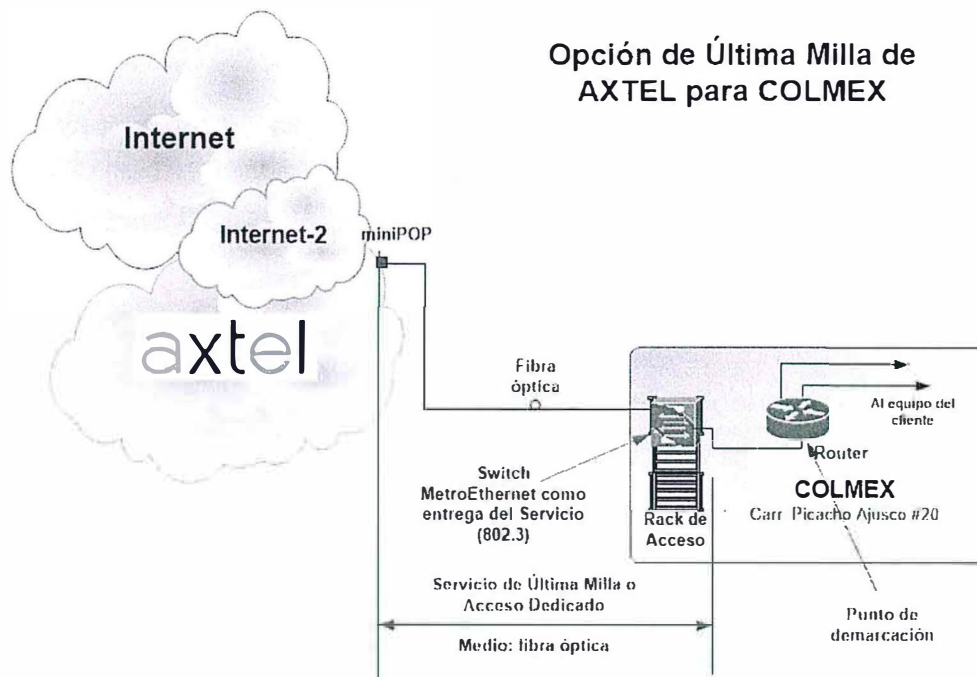 Opción de Última Milla de
AXTEL para COLMEX
Internet
Internet-2
miniPOP
axtel
Fibra
óptica
Al equipo del
cliente
Router
Switch
MetroEthernet como
entrega del Servicio
(802.3)
Rack de
Acceso
COLMEX
Carr. Picacho Ajusco #20
Servicio de Última Milla o
Acceso Dedicado
Medio: fibra óptica
Punto de
demarcación